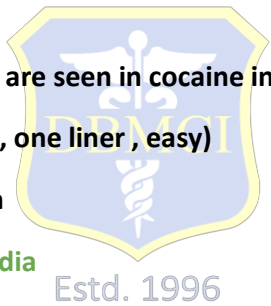 are seen in cocaine in
, one liner , easy)
DBMCI
dia
Estd. 1996